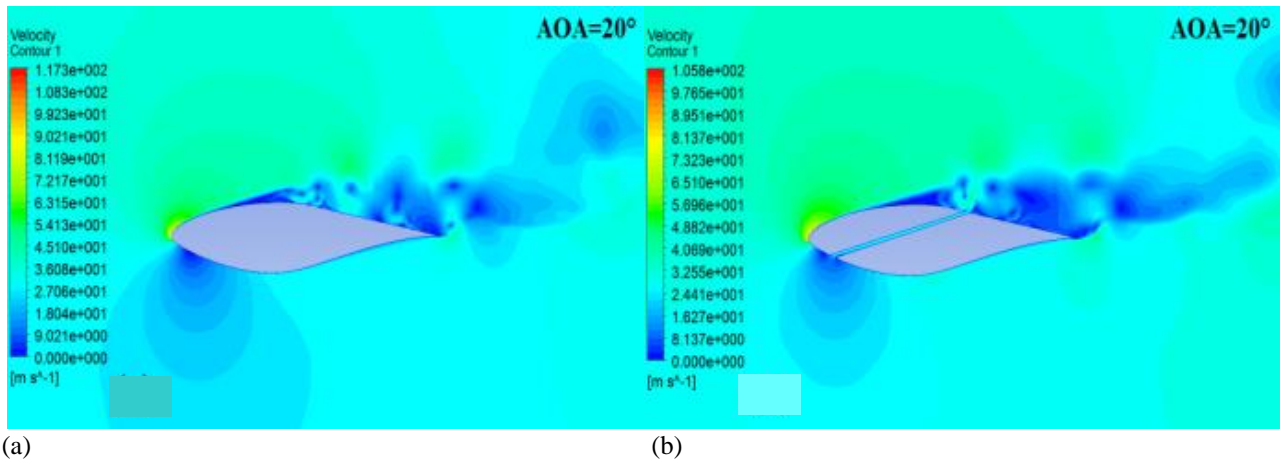 AOA=20°
Velocity
Contour 1
1.173e+002
1.083e+002
9.923e+001
9.021e+001
8.119e+001
7.217e+001
6.315e+001
5.413e+001
4.510e+001
3.608e+001
2.706e+001
1.804e+001
9.021e+000
0.000e+000
[m s^-1]
AOA=20°
Velocity
Contour 1
1.058e+002
9.765e+001
8.951e+001
8.137e+001
7.323e+001
6.510e+001
5.696e+001
4.882e+001
4.069e+001
3.255e+001
2.441e+001
1.627e+001
8.137e+000
0.000e+000
[m s^-1]
(a)
(b)